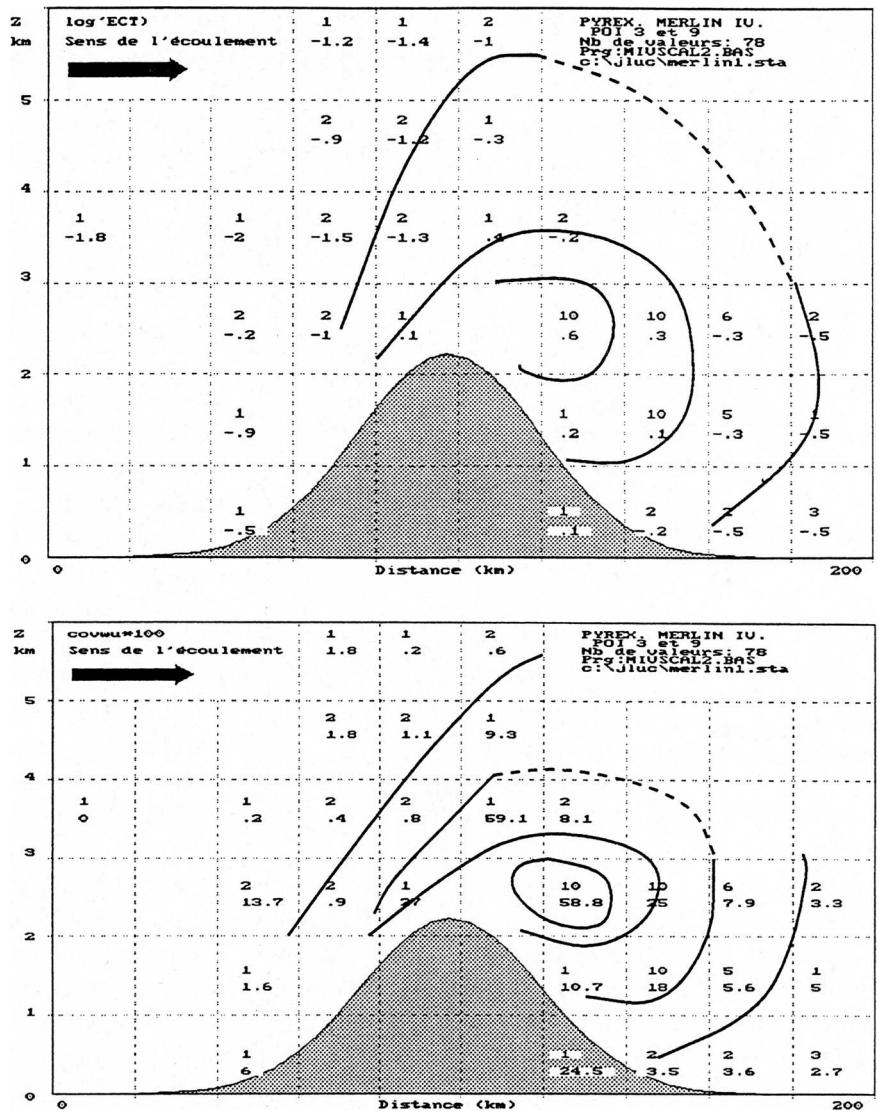 Z log(ECT) 1 1 2 PYREX. MERLIN IV.
km Sens de l'écoulement -1.2 -1.4 -1 POI 3 et 9
Nb de valeurs: 78
Prg:MIVSCAL2.BAS
c:\jluc\merlin1.sta
5
2 2 1
-.9 -1.2 -.3
4
1 1 2 2 1 2
-1.8 -2 -1.5 -1.3 .4 -.2
3
2 2 1 10 10 6 2
-.2 -1 .1 .6 .3 -.3 -.5
2
1 1 10 5 1
-.9 .2 .1 -.3 -.5
1
1 1 2 2 3
-.5 .1 -.2 -.5 -.5
0
0 Distance (km) 200
Z covwu*100 1 1 2 PYREX. MERLIN IV.
km Sens de l'écoulement 1.8 .2 .6 POI 3 et 9
Nb de valeurs: 78
Prg:MIVSCAL2.BAS
c:\jluc\merlin1.sta
5
2 2 1
1.8 1.1 9.3
4
1 1 2 2 1 2
0 .2 .4 .8 59.1 8.1
3
2 2 1 10 10 6 2
13.7 .9 27 58.8 25 7.9 3.3
2
1 1 10 5 1
1.6 10.7 18 5.6 5
1
1 1 2 2 3
6 24.5 3.5 3.6 2.7
0
0 Distance (km) 200